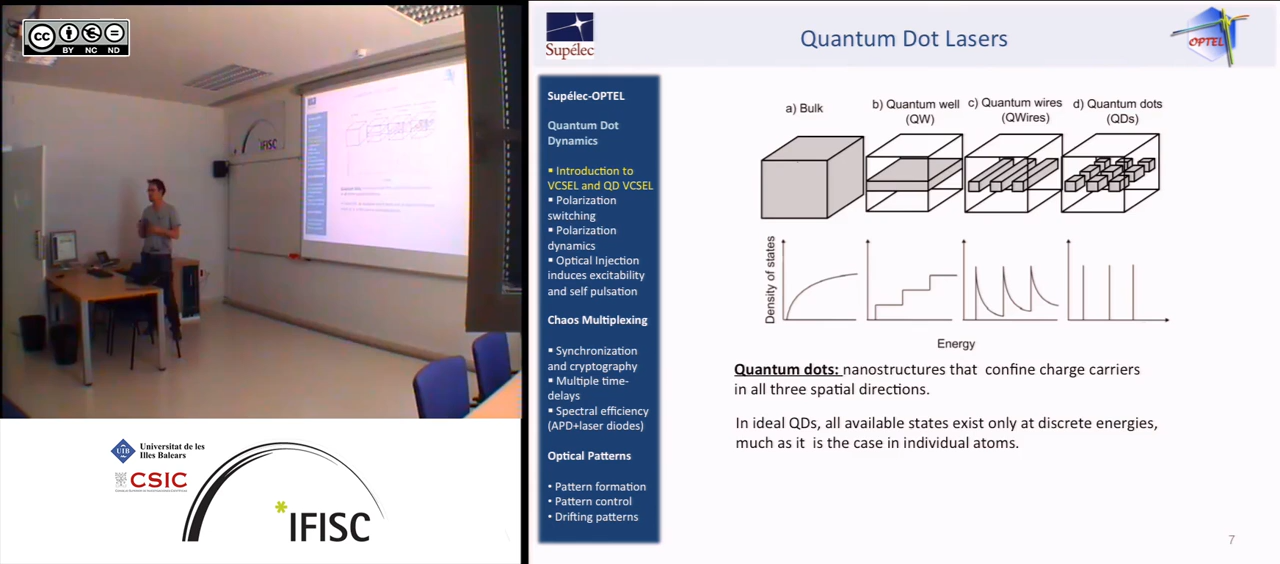 cc
BY NC ND
IFISC
UIB
Universitat de les
Illes Balears
CSIC
*IFISC
Supélec
Quantum Dot Lasers
OPTEL
Supélec-OPTEL
Quantum Dot
Dynamics
▪ Introduction to
VCSEL and QD VCSEL
▪ Polarization
switching
▪ Polarization
dynamics
▪ Optical Injection
induces excitability
and self pulsation
Chaos Multiplexing
▪ Synchronization
and cryptography
▪ Multiple time-
delays
▪ Spectral efficiency
(APD+laser diodes)
Optical Patterns
• Pattern formation
• Pattern control
• Drifting patterns
a) Bulk
b) Quantum well
(QW)
c) Quantum wires
(QWires)
d) Quantum dots
(QDs)
Density of states
Energy
Quantum dots: nanostructures that confine charge carriers
in all three spatial directions.
In ideal QDs, all available states exist only at discrete energies,
much as it is the case in individual atoms.
7